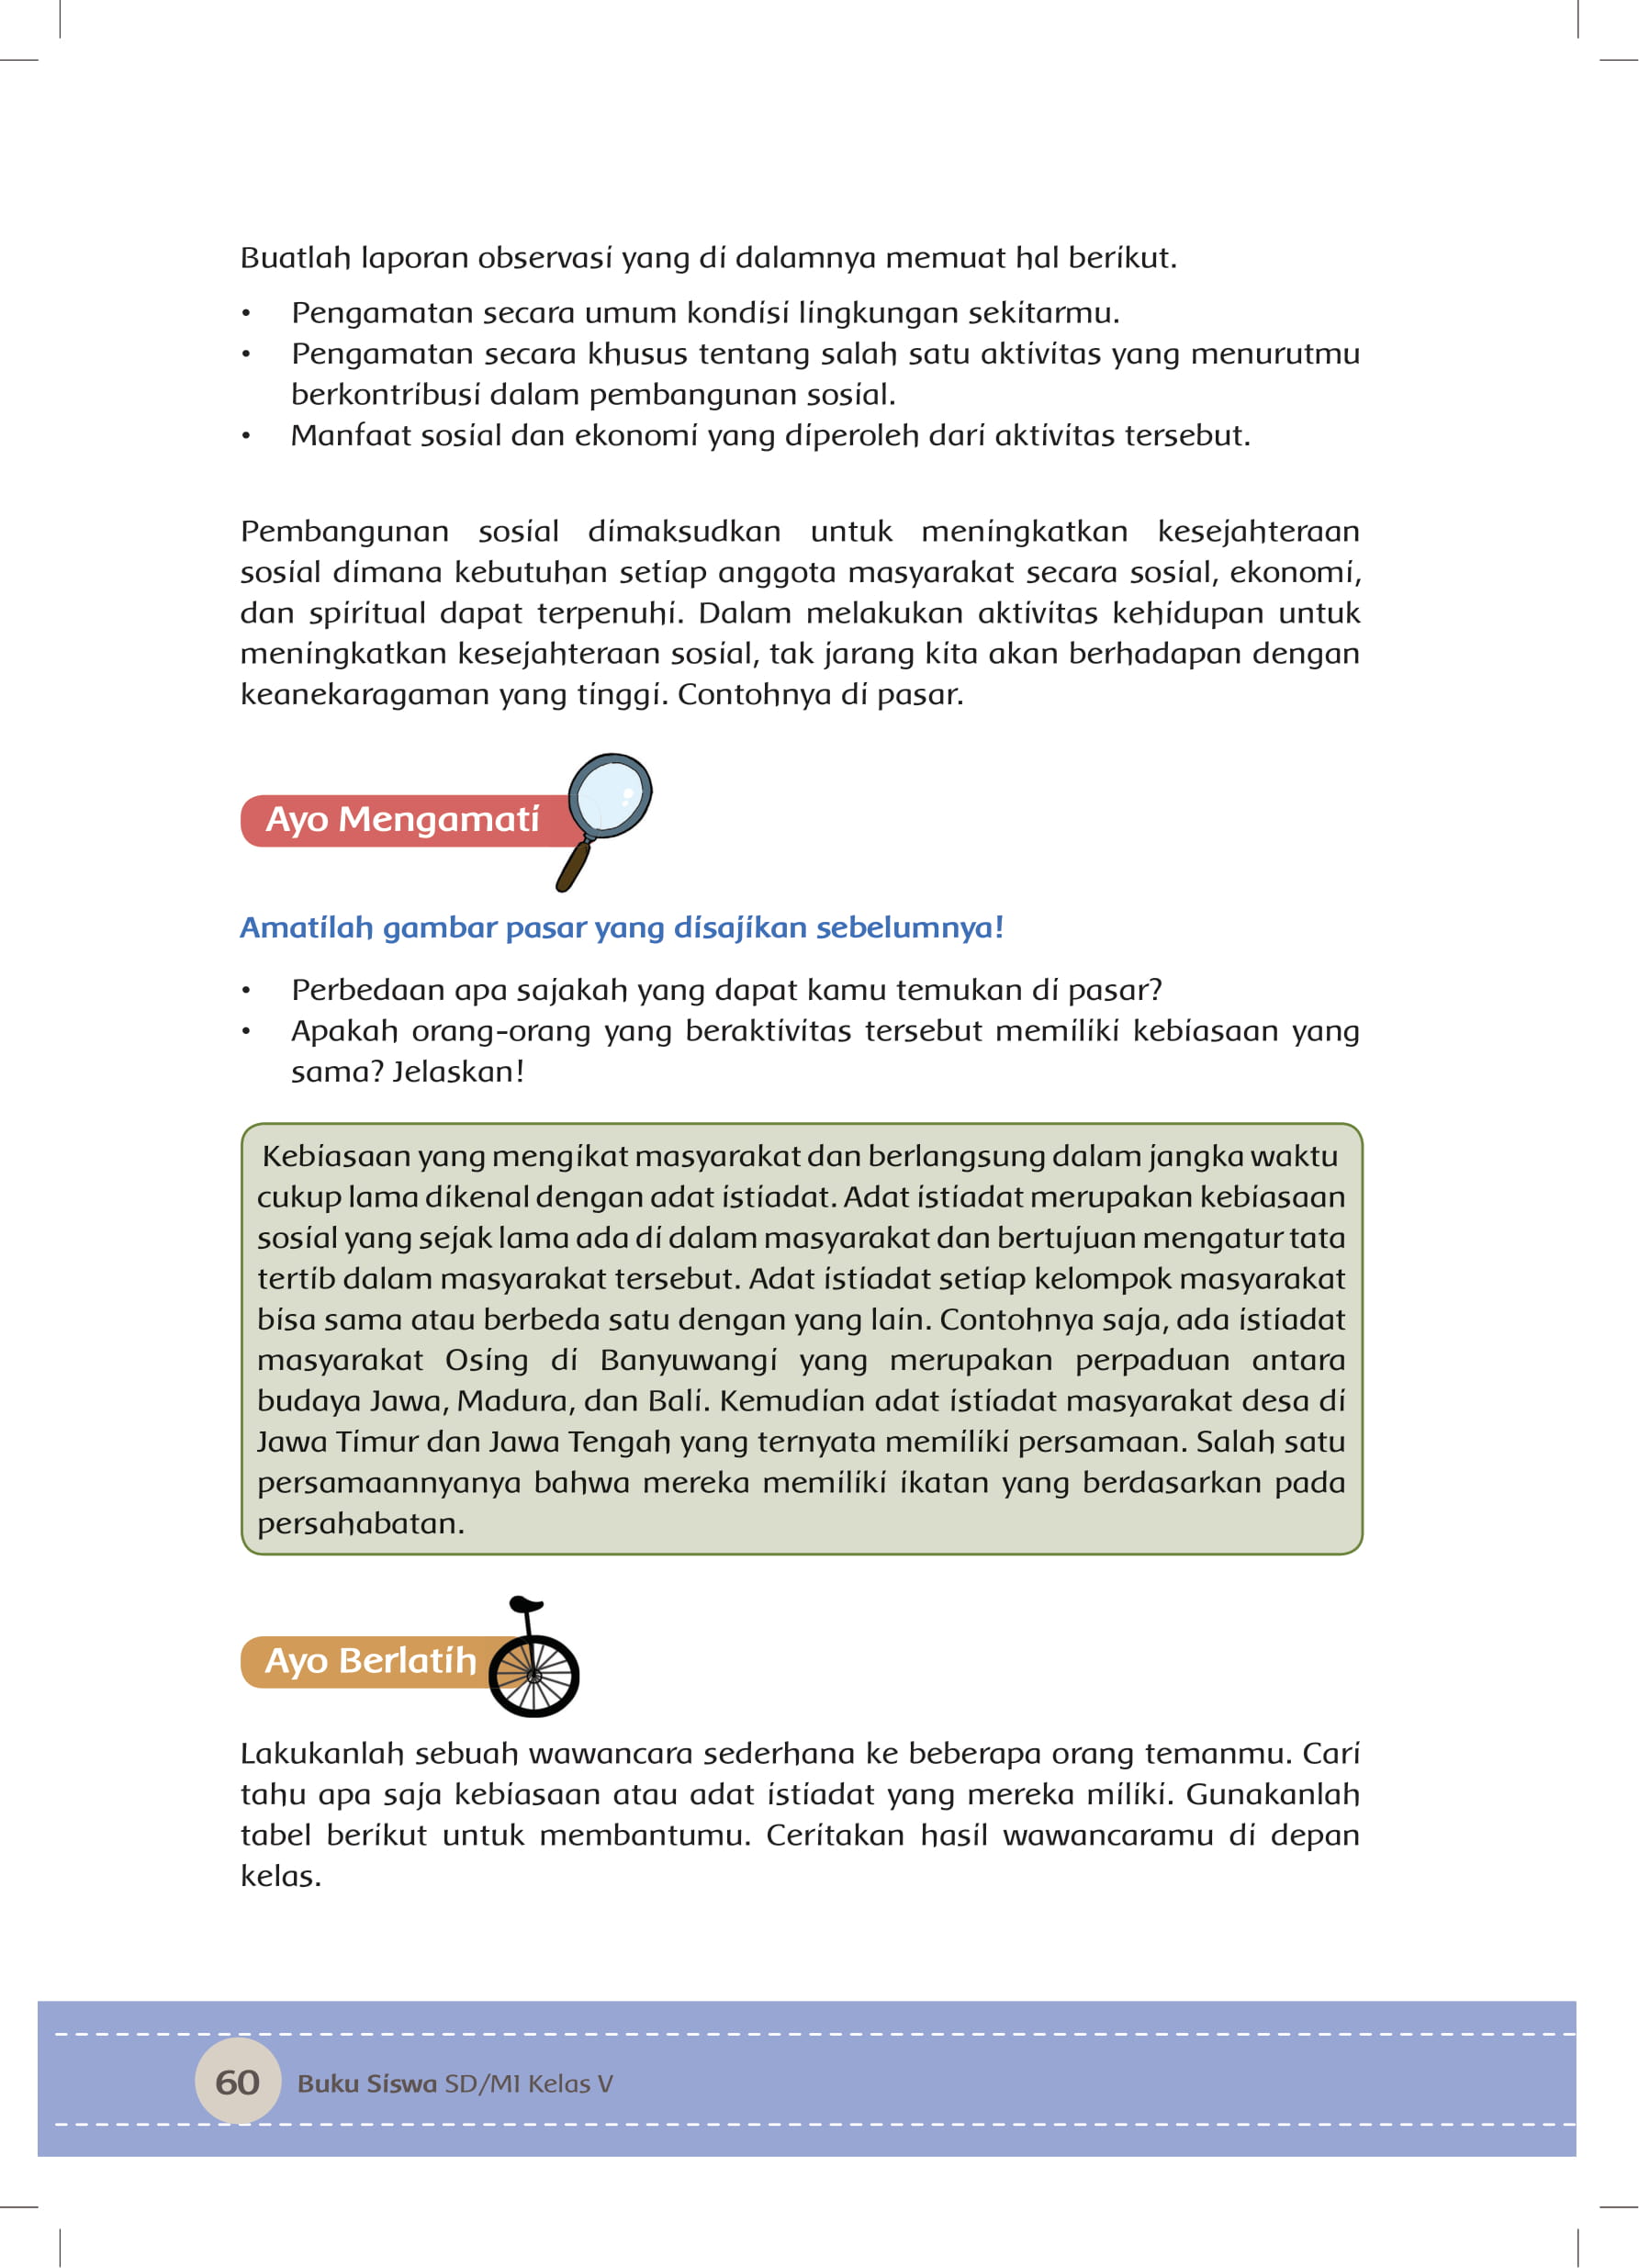 Buatlah laporan observasi yang di dalamnya memuat hal berikut.
• Pengamatan secara umum kondisi lingkungan sekitarmu.
• Pengamatan secara khusus tentang salah satu aktivitas yang menurutmu
berkontribusi dalam pembangunan sosial.
• Manfaat sosial dan ekonomi yang diperoleh dari aktivitas tersebut.
Pembangunan sosial dimaksudkan untuk meningkatkan kesejahteraan
sosial dimana kebutuhan setiap anggota masyarakat secara sosial, ekonomi,
dan spiritual dapat terpenuhi. Dalam melakukan aktivitas kehidupan untuk
meningkatkan kesejahteraan sosial, tak jarang kita akan berhadapan dengan
keanekaragaman yang tinggi. Contohnya di pasar.
Ayo Mengamati
Amatilah gambar pasar yang disajikan sebelumnya!
• Perbedaan apa sajakah yang dapat kamu temukan di pasar?
• Apakah orang-orang yang beraktivitas tersebut memiliki kebiasaan yang
sama? Jelaskan!
Kebiasaan yang mengikat masyarakat dan berlangsung dalam jangka waktu
cukup lama dikenal dengan adat istiadat. Adat istiadat merupakan kebiasaan
sosial yang sejak lama ada di dalam masyarakat dan bertujuan mengatur tata
tertib dalam masyarakat tersebut. Adat istiadat setiap kelompok masyarakat
bisa sama atau berbeda satu dengan yang lain. Contohnya saja, ada istiadat
masyarakat Osing di Banyuwangi yang merupakan perpaduan antara
budaya Jawa, Madura, dan Bali. Kemudian adat istiadat masyarakat desa di
Jawa Timur dan Jawa Tengah yang ternyata memiliki persamaan. Salah satu
persamaannyanya bahwa mereka memiliki ikatan yang berdasarkan pada
persahabatan.
Ayo Berlatih
Lakukanlah sebuah wawancara sederhana ke beberapa orang temanmu. Cari
tahu apa saja kebiasaan atau adat istiadat yang mereka miliki. Gunakanlah
tabel berikut untuk membantumu. Ceritakan hasil wawancaramu di depan
kelas.
60 Buku Siswa SD/MI Kelas V